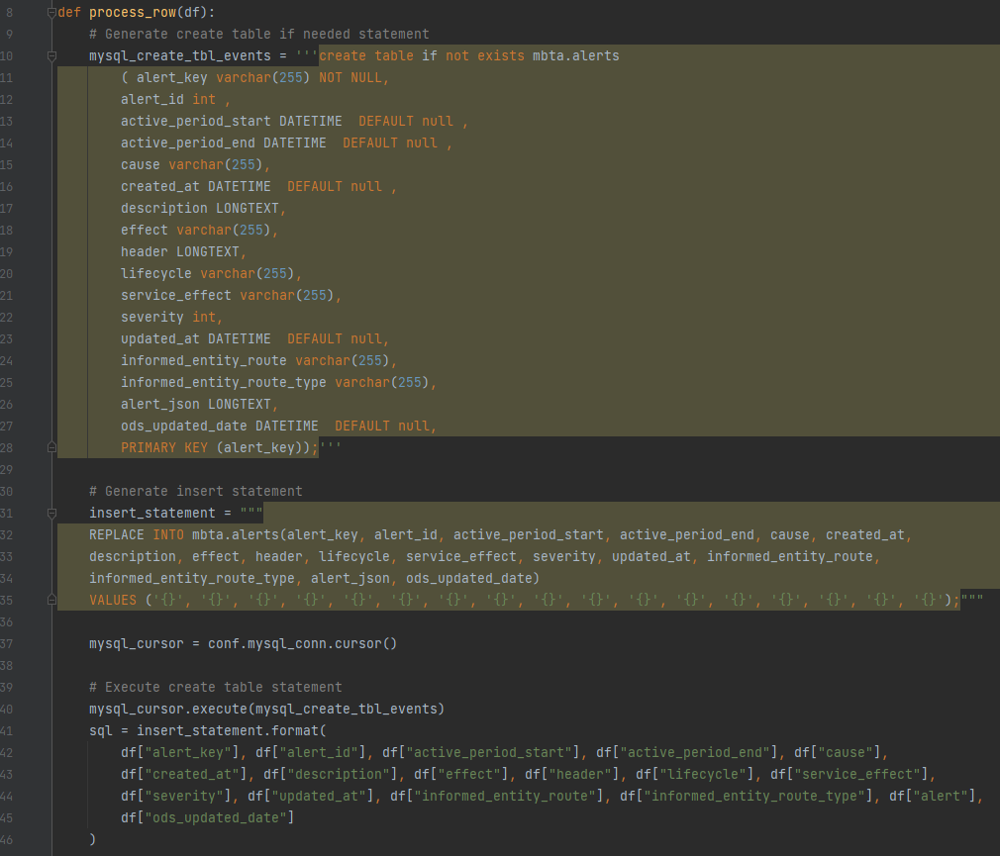 8 def process_row(df):
9     # Generate create table if needed statement
10     mysql_create_tbl_events = '''create table if not exists mbta.alerts
11         ( alert_key varchar(255) NOT NULL,
12         alert_id int ,
13         active_period_start DATETIME  DEFAULT null ,
14         active_period_end DATETIME  DEFAULT null ,
15         cause varchar(255),
16         created_at DATETIME  DEFAULT null ,
17         description LONGTEXT,
18         effect varchar(255),
19         header LONGTEXT,
20         lifecycle varchar(255),
21         service_effect varchar(255),
22         severity int,
23         updated_at DATETIME  DEFAULT null,
24         informed_entity_route varchar(255),
25         informed_entity_route_type varchar(255),
26         alert_json LONGTEXT,
27         ods_updated_date DATETIME  DEFAULT null,
28         PRIMARY KEY (alert_key));'''
29
30     # Generate insert statement
31     insert_statement = """
32     REPLACE INTO mbta.alerts(alert_key, alert_id, active_period_start, active_period_end, cause, created_at,
33     description, effect, header, lifecycle, service_effect, severity, updated_at, informed_entity_route,
34     informed_entity_route_type, alert_json, ods_updated_date)
35     VALUES ('{}', '{}', '{}', '{}', '{}', '{}', '{}', '{}', '{}', '{}', '{}', '{}', '{}', '{}', '{}', '{}', '{}');"""
36
37     mysql_cursor = conf.mysql_conn.cursor()
38
39     # Execute create table statement
40     mysql_cursor.execute(mysql_create_tbl_events)
41     sql = insert_statement.format(
42         df["alert_key"], df["alert_id"], df["active_period_start"], df["active_period_end"], df["cause"],
43         df["created_at"], df["description"], df["effect"], df["header"], df["lifecycle"], df["service_effect"],
44         df["severity"], df["updated_at"], df["informed_entity_route"], df["informed_entity_route_type"], df["alert"],
45         df["ods_updated_date"]
46     )